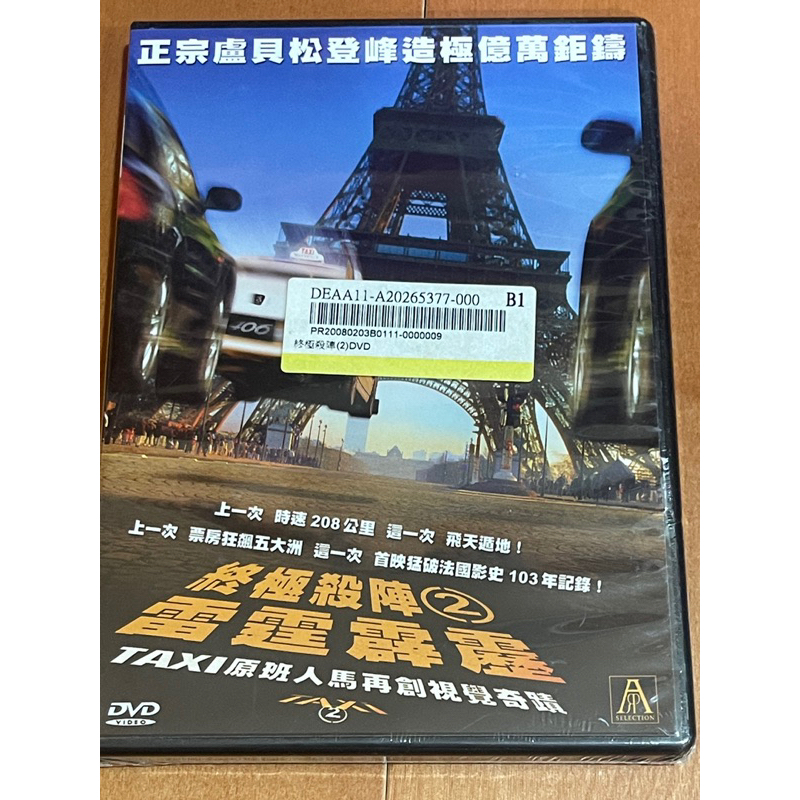 正宗盧貝松登峰造極億萬鉅鑄
TAXI
406
DEAA11-A20265377-000 B1
PR20080203B0111-0000009
終極殺陣(2)DVD
上一次 時速208公里 這一次 飛天遁地！
上一次 票房狂飆五大洲 這一次 首映猛破法國影史103年記錄！
終極殺陣②
雷霆霹靂
TAXI原班人馬再創視覺奇蹟
TAXI
2
DVD
VIDEO
ARP
SELECTION